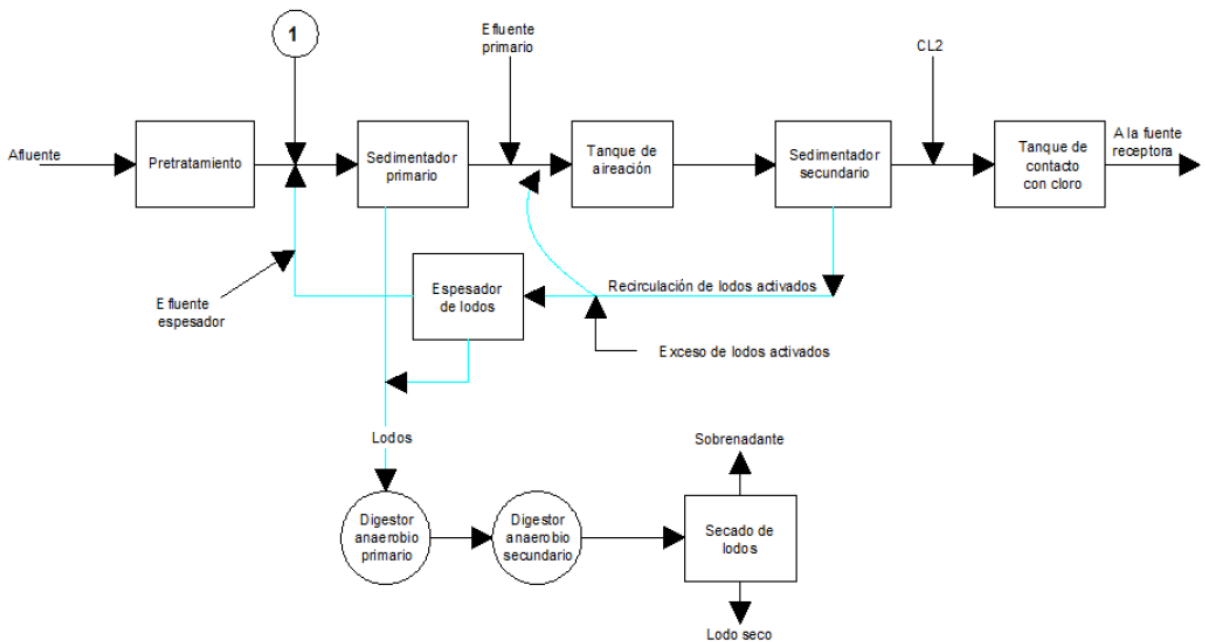 1
Efluente
primario
CL2
Afluente
Pretratamiento
Sedimentador
primario
Tanque de
aireación
Sedimentador
secundario
Tanque de
contacto
con cloro
A la fuente
receptora
Efluente
espesador
Espesador
de lodos
Recirculación de lodos activados
Exceso de lodos activados
Lodos
Sobrenadante
Digestor
anaerobio
primario
Digestor
anaerobio
secundario
Secado de
lodos
Lodo seco